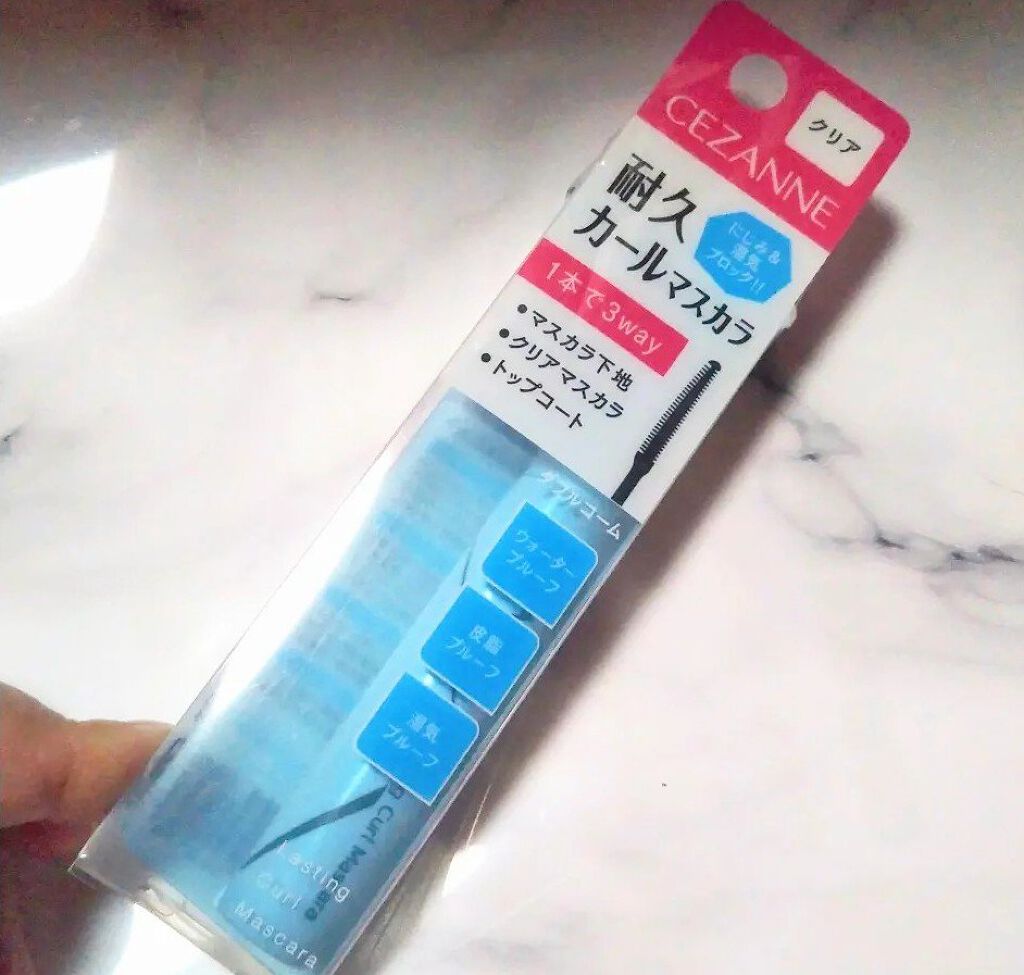 クリア
CEZANNE
耐久
カールマスカラ
にじみ&
湿気
ブロック!!
1本で3way
•マスカラ下地
•クリアマスカラ
•トップコート
ダブルコーム
ウォーター
プルーフ
皮脂
プルーフ
湿気
プルーフ
Curl Mascara
Lasting
Curl
Mascara